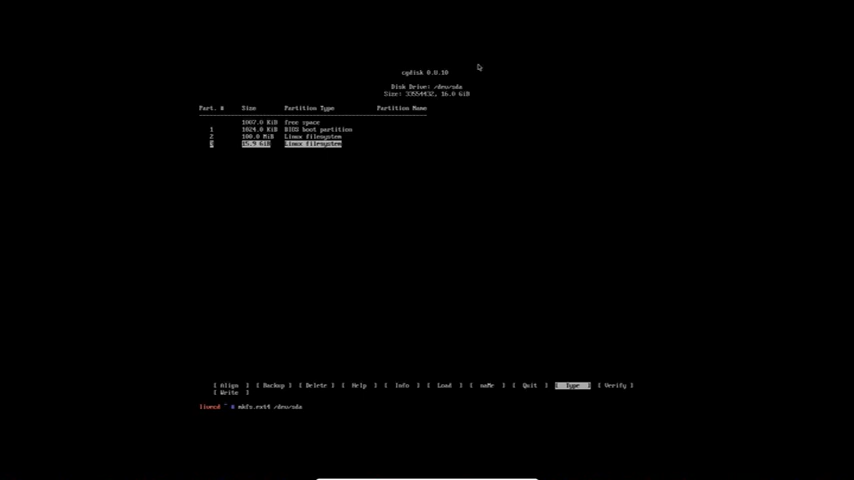 cgdisk 0.8.10
Disk Drive: /dev/sda
Size: 33554432, 16.0 GiB
Part. # Size Partition Type Partition Name
1007.0 KiB free space
1 1024.0 KiB BIOS boot partition
2 100.0 MiB Linux filesystem
3 15.9 GiB Linux filesystem
[ Align ] [ Backup ] [ Delete ] [ Help ] [ Info ] [ Load ] [ naMe ] [ Quit ] [ Type ] [ Verify ]
[ Write ]
livecd ~ # mkfs.ext4 /dev/sda